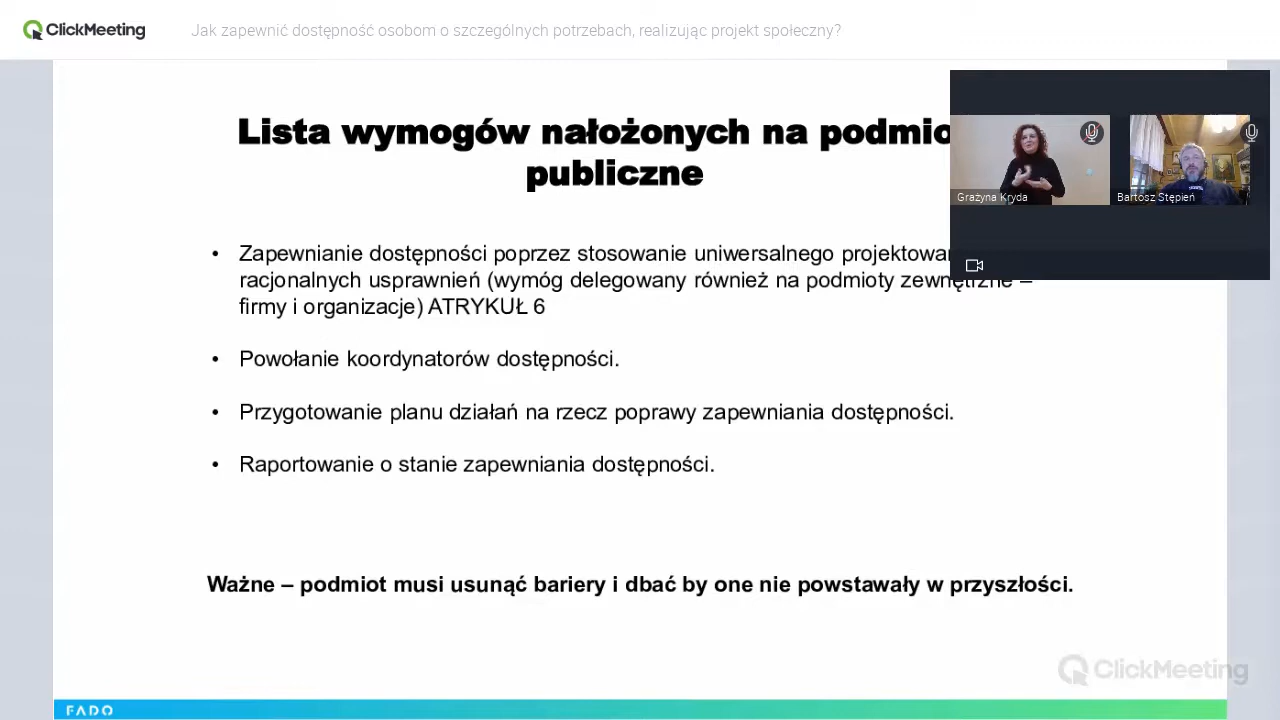 ClickMeeting
Jak zapewnić dostępność osobom o szczególnych potrzebach, realizując projekt społeczny?
Lista wymogów nałożonych na
publiczne
Grażyna Kryda
Bartosz Stępień
• Zapewnianie dostępności poprzez stosowanie uniwersalnego
racjonalnych usprawnień (wymóg delegowany również na podmioty zewnętrzne –
firmy i organizacje) ATRYKUŁ 6
• Powołanie koordynatorów dostępności.
• Przygotowanie planu działań na rzecz poprawy zapewniania dostępności.
• Raportowanie o stanie zapewniania dostępności.
Ważne – podmiot musi usunąć bariery i dbać by one nie powstawały w przyszłości.
ClickMeeting
FADO